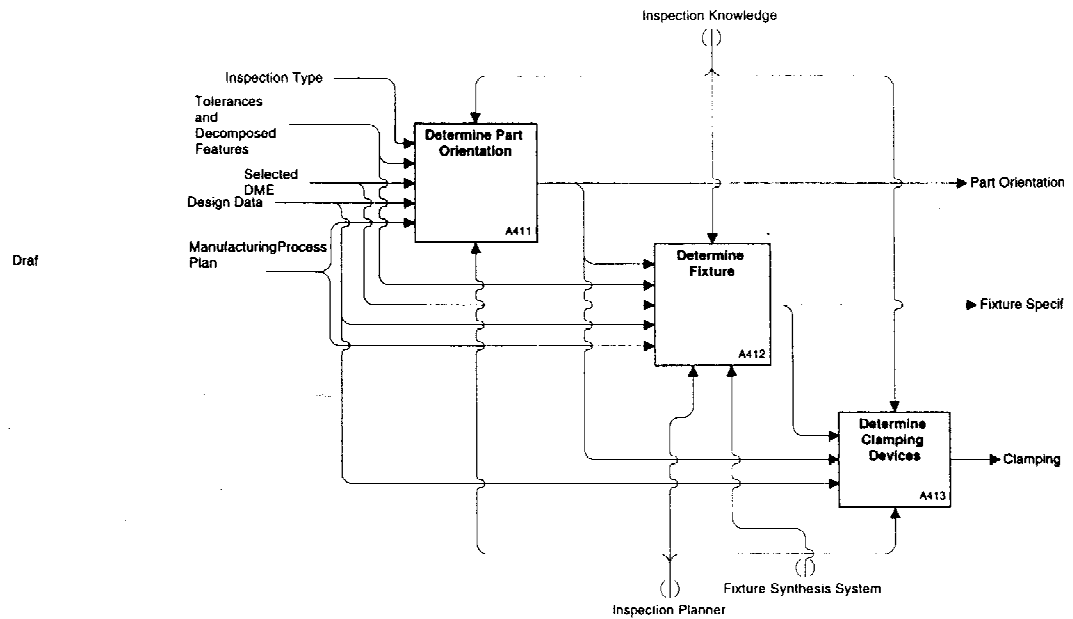 Inspection Knowledge
Inspection Type
Tolerances
and
Decomposed
Features
Selected
DME
Design Data
ManufacturingProcess
Plan
Draf
Determine Part
Orientation
A411
Part Orientation
Determine
Fixture
A412
Fixture Specif
Determine
Clamping
Devices
A413
Clamping
Fixture Synthesis System
Inspection Planner